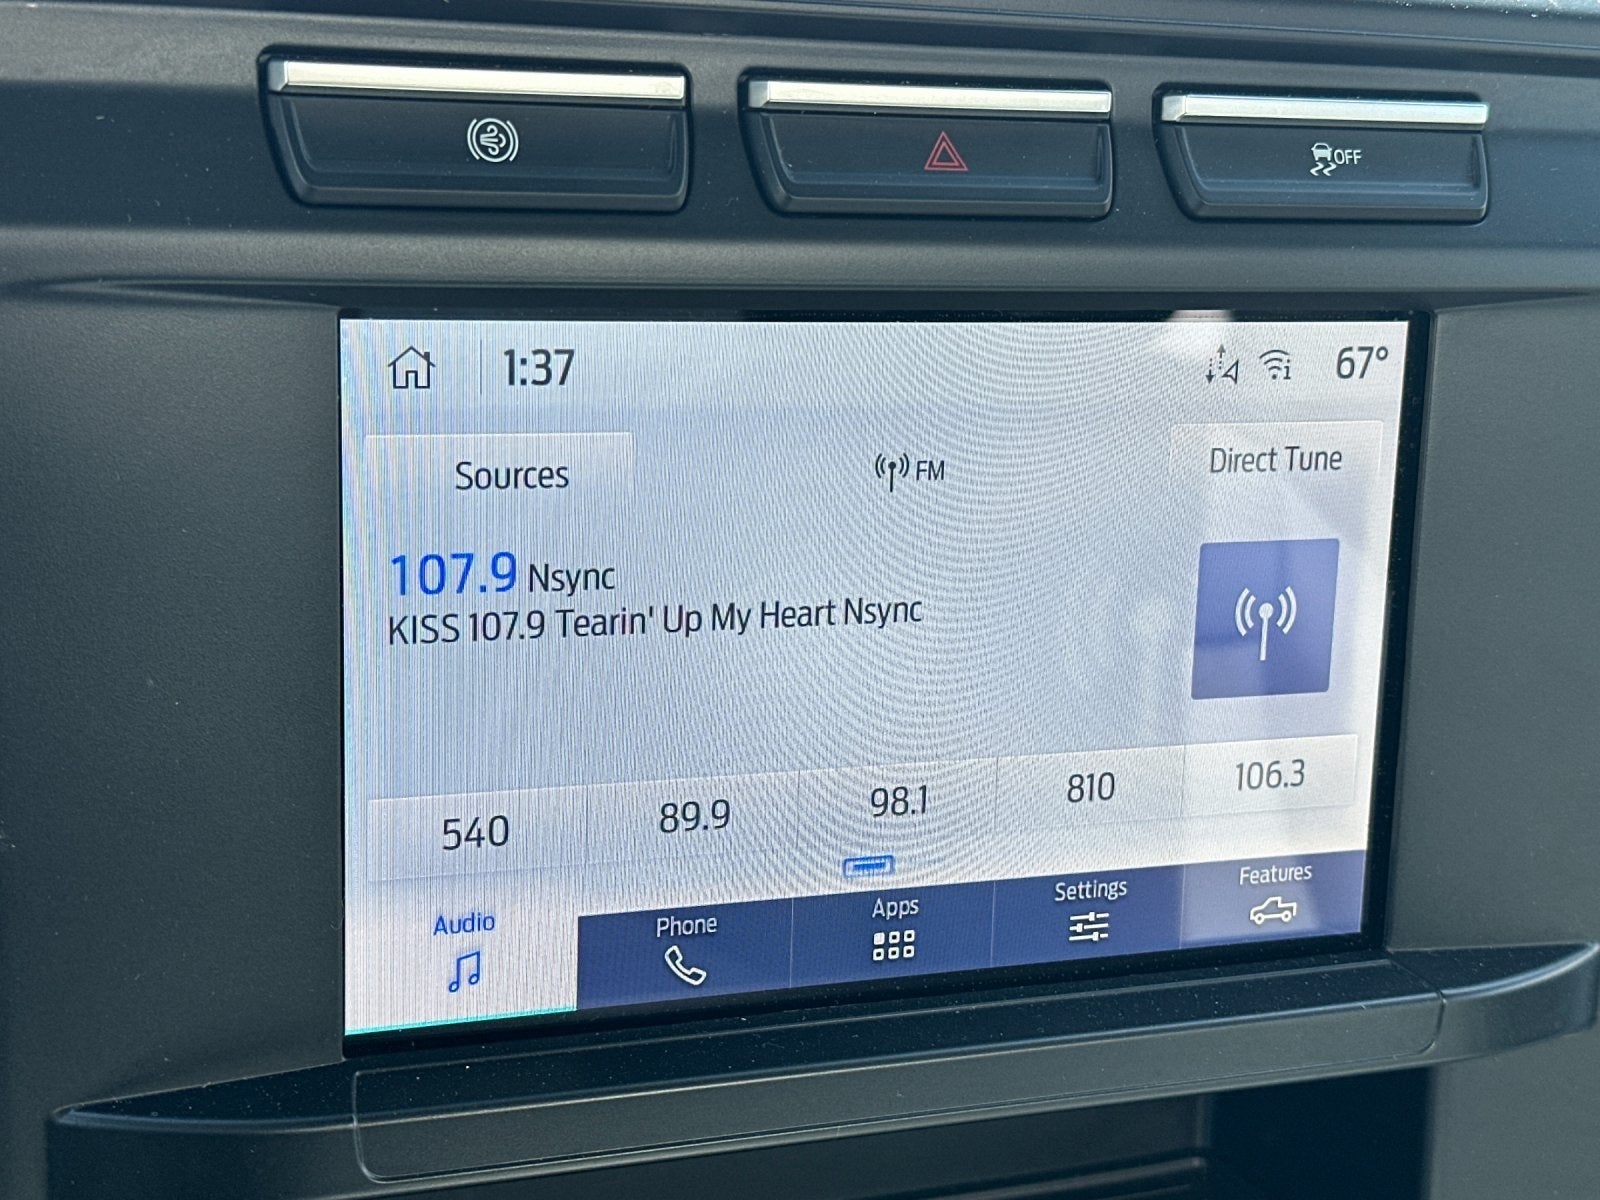 OFF
1:37
67°
Sources
FM
Direct Tune
107.9 Nsync
KISS 107.9 Tearin' Up My Heart Nsync
540
89.9
98.1
810
106.3
Audio
Phone
Apps
Settings
Features